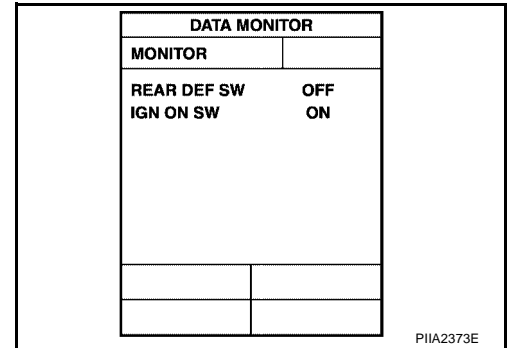 DATA MONITOR
MONITOR
REAR DEF SW OFF
IGN ON SW ON
PIIA2373E